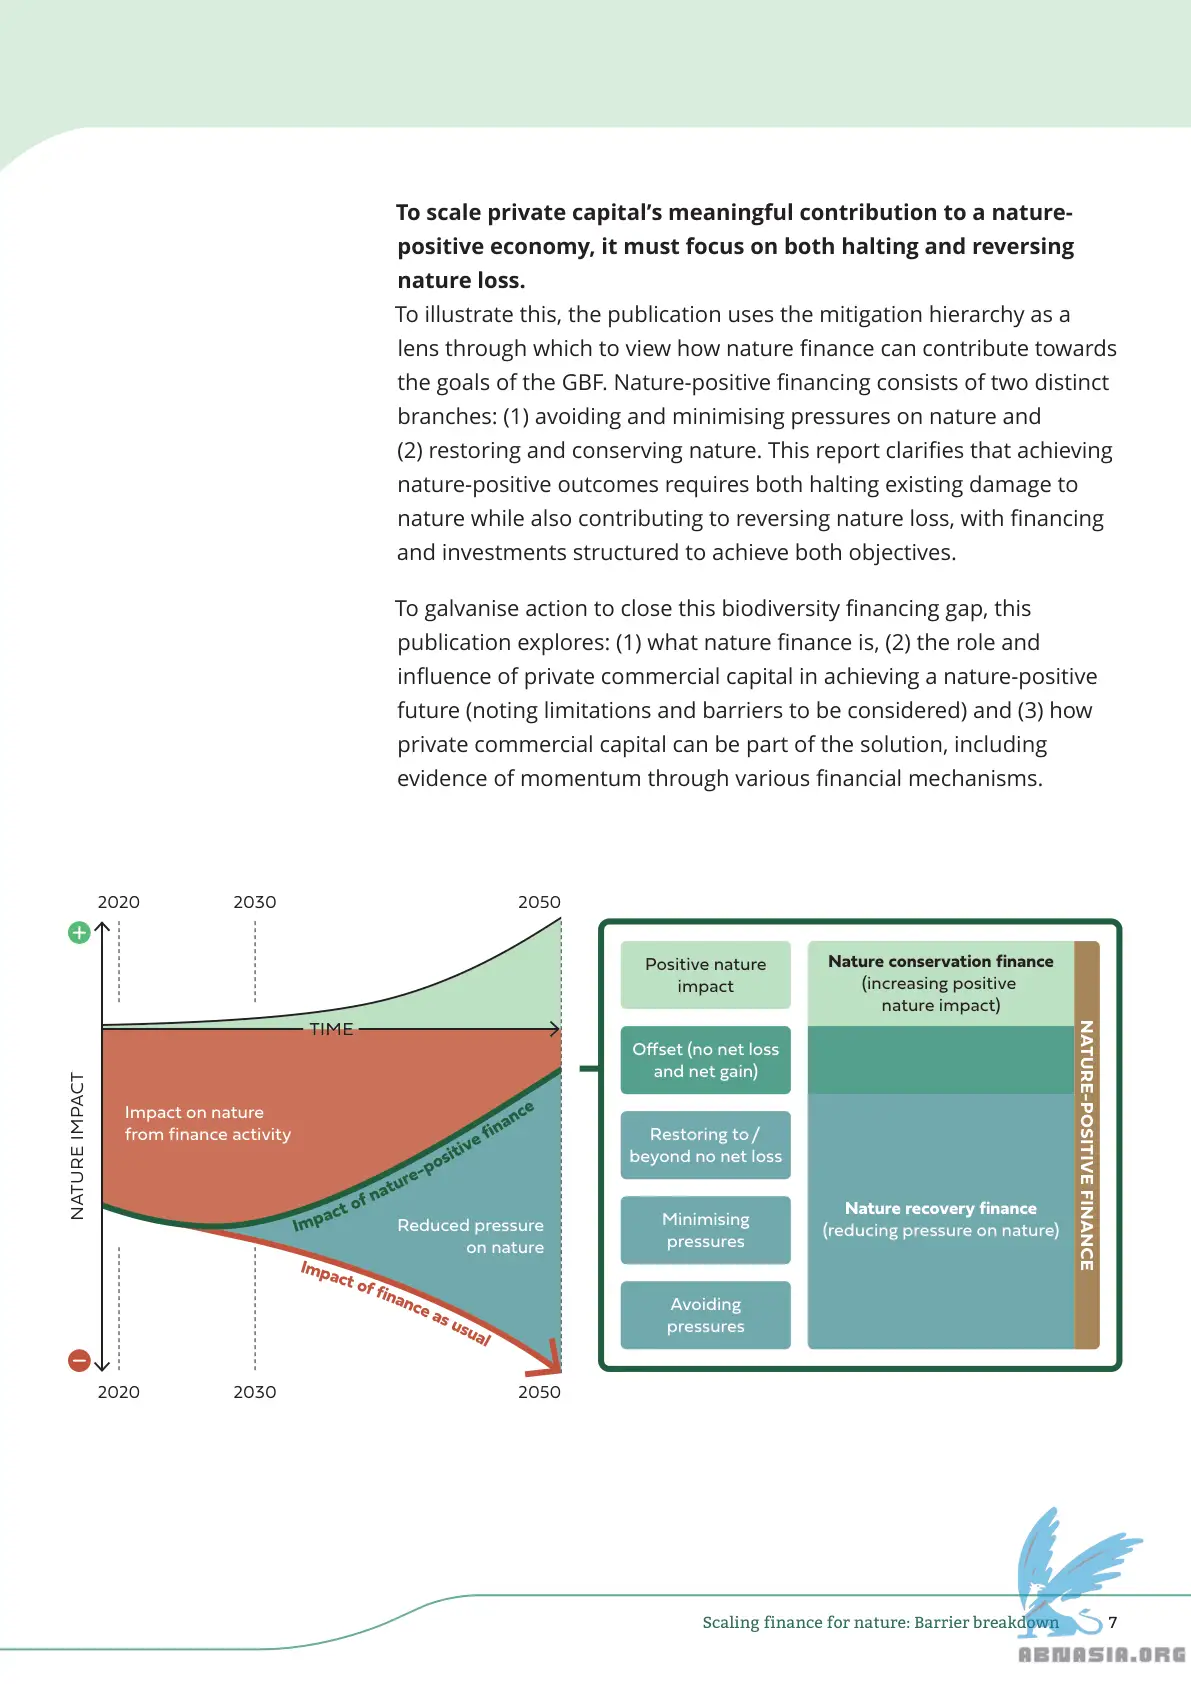 To scale private capital’s meaningful contribution to a nature-
positive economy, it must focus on both halting and reversing
nature loss.
To illustrate this, the publication uses the mitigation hierarchy as a
lens through which to view how nature finance can contribute towards
the goals of the GBF. Nature-positive financing consists of two distinct
branches: (1) avoiding and minimising pressures on nature and
(2) restoring and conserving nature. This report clarifies that achieving
nature-positive outcomes requires both halting existing damage to
nature while also contributing to reversing nature loss, with financing
and investments structured to achieve both objectives.
To galvanise action to close this biodiversity financing gap, this
publication explores: (1) what nature finance is, (2) the role and
influence of private commercial capital in achieving a nature-positive
future (noting limitations and barriers to be considered) and (3) how
private commercial capital can be part of the solution, including
evidence of momentum through various financial mechanisms.
2020
2030
2050
+
TIME
NATURE IMPACT
Impact on nature
from finance activity
Impact of nature-positive finance
Reduced pressure
on nature
Impact of finance as usual
−
2020
2030
2050
Positive nature
impact
Offset (no net loss
and net gain)
Restoring to /
beyond no net loss
Minimising
pressures
Avoiding
pressures
Nature conservation finance
(increasing positive
nature impact)
Nature recovery finance
(reducing pressure on nature)
NATURE-POSITIVE FINANCE
Scaling finance for nature: Barrier breakdown
7
ABNASIA.ORG